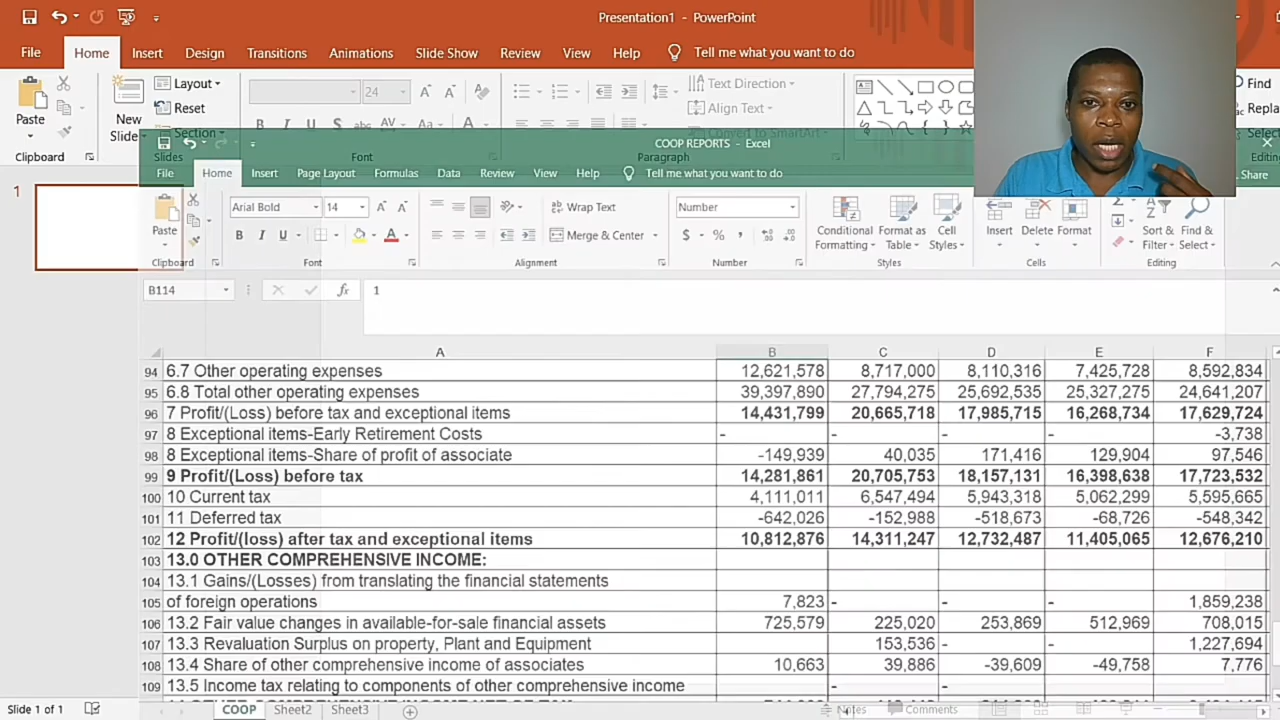 Presentation1 - PowerPoint
File Home Insert Design Transitions Animations Slide Show Review View Help Tell me what you want to do
Paste
Clipboard
New
Slide
Layout
Reset
Section
Slides
24
Font
Text Direction
Align Text
Convert to SmartArt
Paragraph
Find
Editing
COOP REPORTS - Excel
File Home Insert Page Layout Formulas Data Review View Help Tell me what you want to do
Share
Paste
Clipboard
Arial Bold 14
B I U
Font
Wrap Text
Merge & Center
Alignment
Number
$ % ,
Number
Conditional
Formatting
Format as
Table
Cell
Styles
Styles
Insert Delete Format
Cells
Sort &
Filter
Find &
Select
Editing
B114 fx 1
A B C D E F
94 6.7 Other operating expenses 12,621,578 8,717,000 8,110,316 7,425,728 8,592,834
95 6.8 Total other operating expenses 39,397,890 27,794,275 25,692,535 25,327,275 24,641,207
96 7 Profit/(Loss) before tax and exceptional items 14,431,799 20,665,718 17,985,715 16,268,734 17,629,724
97 8 Exceptional items-Early Retirement Costs - - - - -3,738
98 8 Exceptional items-Share of profit of associate -149,939 40,035 171,416 129,904 97,546
99 9 Profit/(Loss) before tax 14,281,861 20,705,753 18,157,131 16,398,638 17,723,532
100 10 Current tax 4,111,011 6,547,494 5,943,318 5,062,299 5,595,665
101 11 Deferred tax -642,026 -152,988 -518,673 -68,726 -548,342
102 12 Profit/(loss) after tax and exceptional items 10,812,876 14,311,247 12,732,487 11,405,065 12,676,210
103 13.0 OTHER COMPREHENSIVE INCOME:
104 13.1 Gains/(Losses) from translating the financial statements
105 of foreign operations 7,823 - - - 1,859,238
106 13.2 Fair value changes in available-for-sale financial assets 725,579 225,020 253,869 512,969 708,015
107 13.3 Revaluation Surplus on property, Plant and Equipment 153,536 - - 1,227,694
108 13.4 Share of other comprehensive income of associates 10,663 39,886 -39,609 -49,758 7,776
109 13.5 Income tax relating to components of other comprehensive income - -
COOP Sheet2 Sheet3
Slide 1 of 1
Notes Comments
1